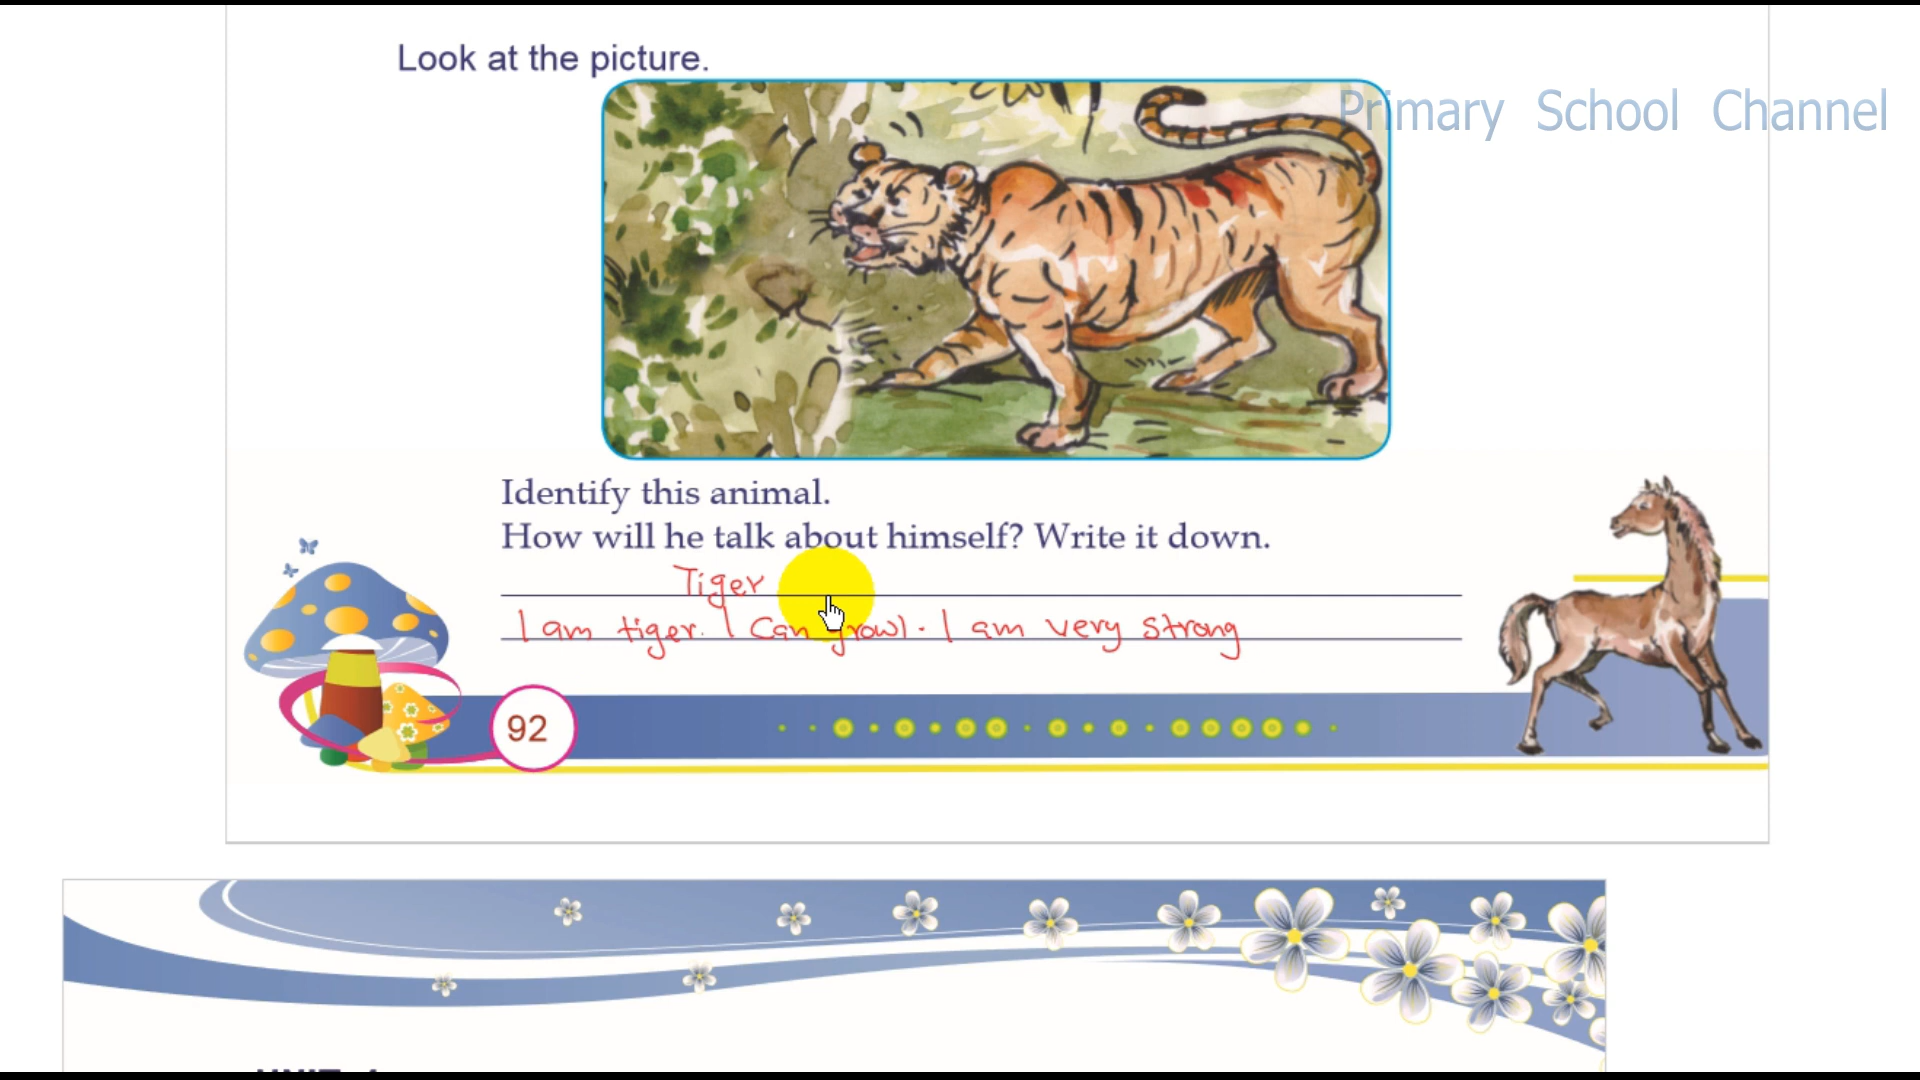 Look at the picture.
Primary School Channel
Identify this animal.
How will he talk about himself? Write it down.
Tiger
I am tiger. I can growl. I am very strong
92